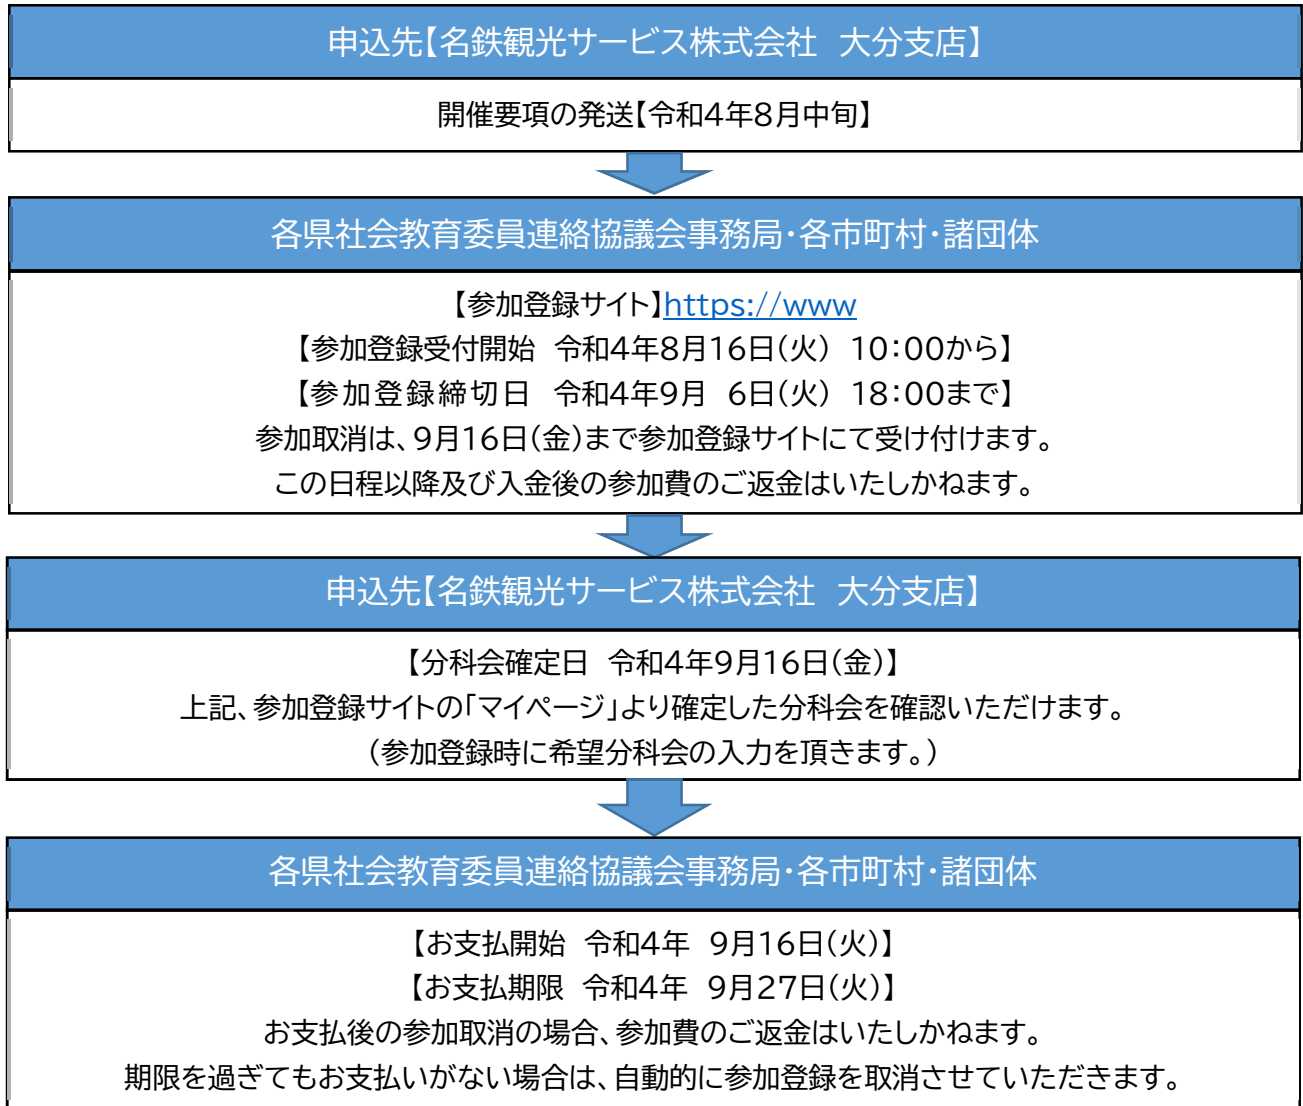 申込先【名鉄観光サービス株式会社　大分支店】
開催要項の発送【令和4年8月中旬】
各県社会教育委員連絡協議会事務局・各市町村・諸団体
【参加登録サイト】https://www
【参加登録受付開始　令和4年8月16日(火)　10:00から】
【参加登録締切日　令和4年9月　6日(火)　18:00まで】
参加取消は、9月16日(金)まで参加登録サイトにて受け付けます。
この日程以降及び入金後の参加費のご返金はいたしかねます。
申込先【名鉄観光サービス株式会社　大分支店】
【分科会確定日　令和4年9月16日(金)】
上記、参加登録サイトの「マイページ」より確定した分科会を確認いただけます。
(参加登録時に希望分科会の入力を頂きます。)
各県社会教育委員連絡協議会事務局・各市町村・諸団体
【お支払開始　令和4年　9月16日(火)】
【お支払期限　令和4年　9月27日(火)】
お支払後の参加取消の場合、参加費のご返金はいたしかねます。
期限を過ぎてもお支払いがない場合は、自動的に参加登録を取消させていただきます。